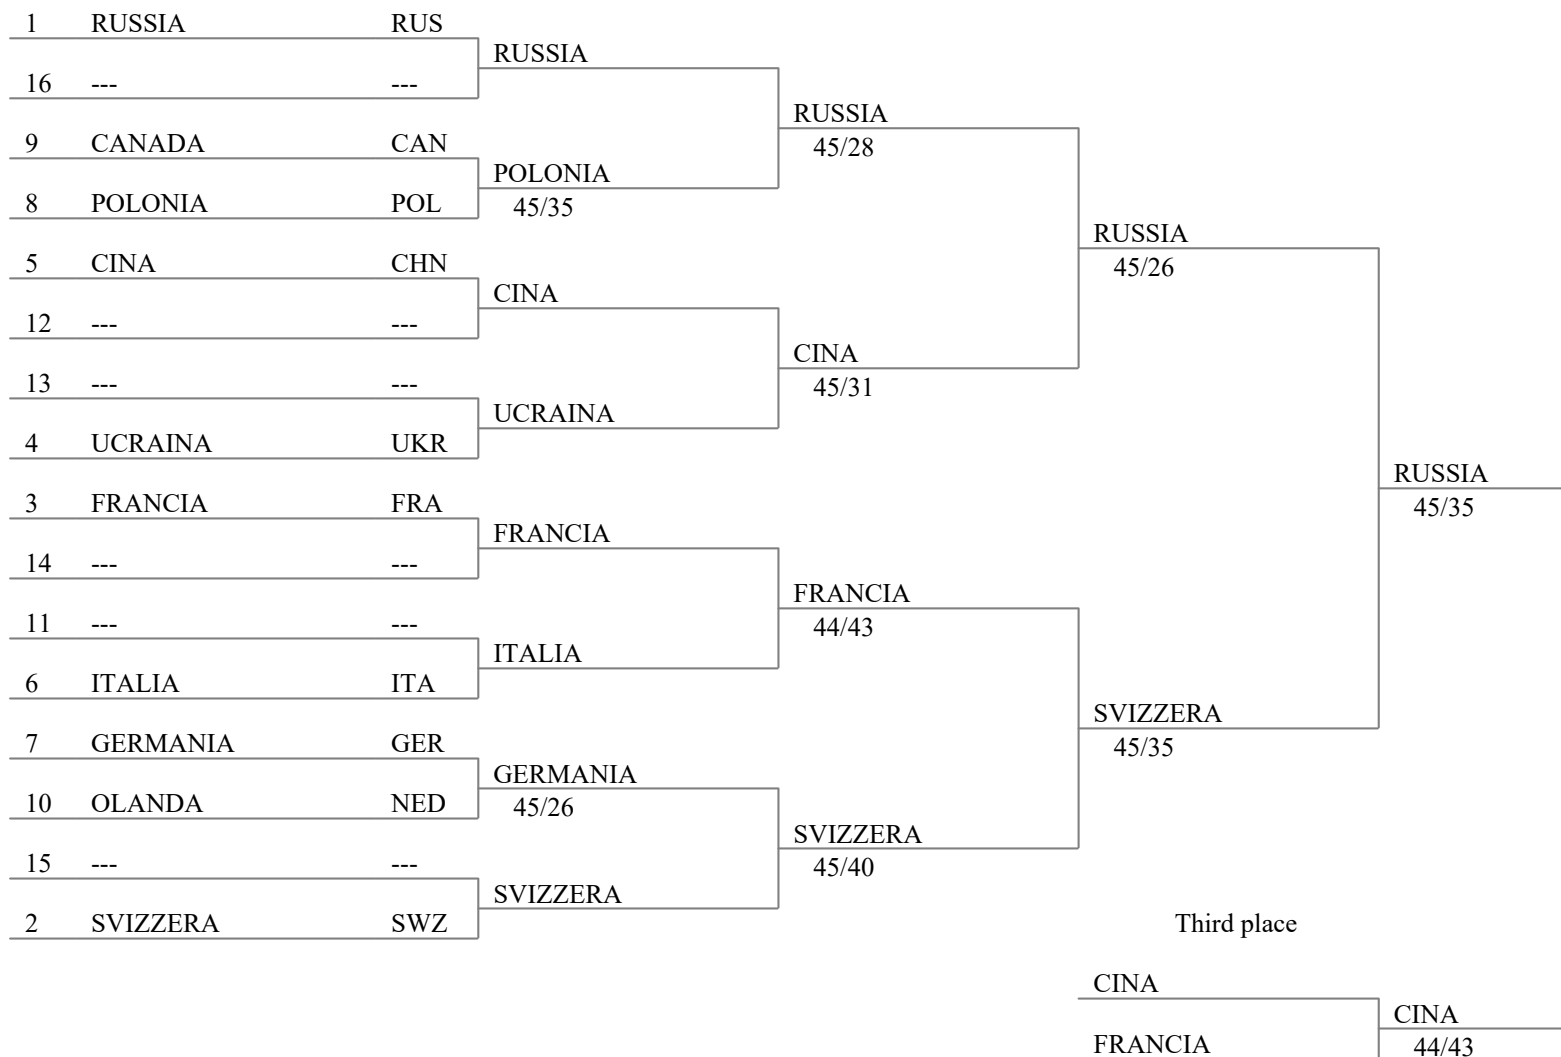 1 RUSSIA RUS
RUSSIA
16 --- ---
RUSSIA
45/28
9 CANADA CAN
POLONIA
45/35
8 POLONIA POL
RUSSIA
45/26
5 CINA CHN
CINA
12 --- ---
CINA
45/31
13 --- ---
UCRAINA
4 UCRAINA UKR
RUSSIA
45/35
3 FRANCIA FRA
FRANCIA
14 --- ---
FRANCIA
44/43
11 --- ---
ITALIA
6 ITALIA ITA
SVIZZERA
45/35
7 GERMANIA GER
GERMANIA
45/26
10 OLANDA NED
SVIZZERA
45/40
15 --- ---
SVIZZERA
2 SVIZZERA SWZ
Third place
CINA
CINA
44/43
FRANCIA